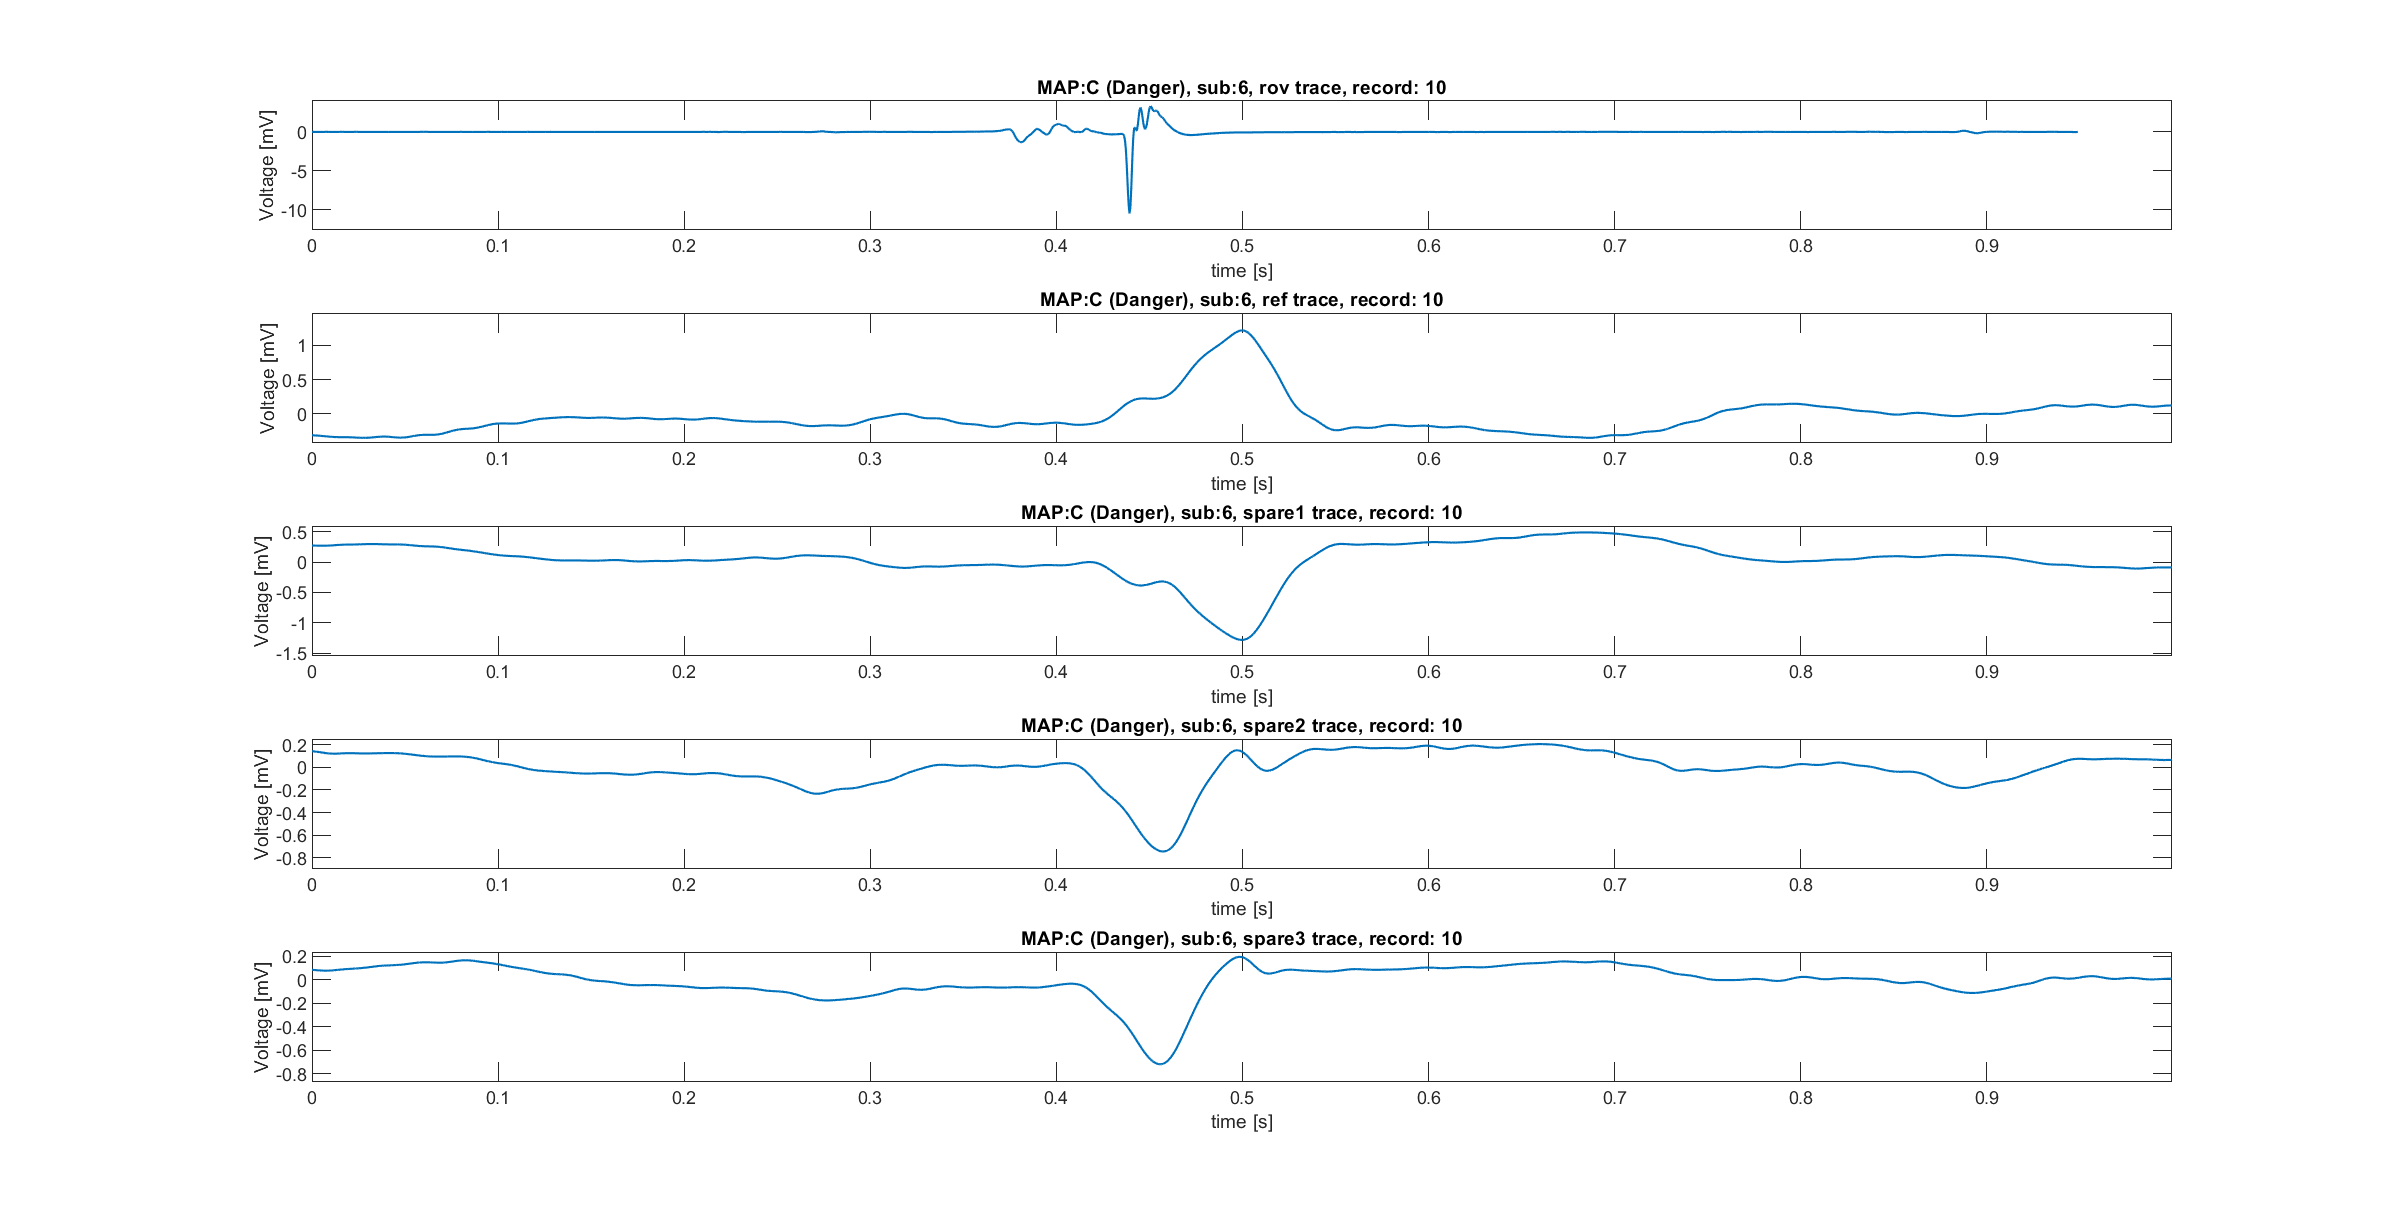 MAP:C (Danger), sub:6, rov trace, record: 10
Voltage [mV]
0
-5
-10
0 0.1 0.2 0.3 0.4 0.5 0.6 0.7 0.8 0.9
time [s]
MAP:C (Danger), sub:6, ref trace, record: 10
Voltage [mV]
1
0.5
0
0 0.1 0.2 0.3 0.4 0.5 0.6 0.7 0.8 0.9
time [s]
MAP:C (Danger), sub:6, spare1 trace, record: 10
Voltage [mV]
0.5
0
-0.5
-1
-1.5
0 0.1 0.2 0.3 0.4 0.5 0.6 0.7 0.8 0.9
time [s]
MAP:C (Danger), sub:6, spare2 trace, record: 10
Voltage [mV]
0.2
0
-0.2
-0.4
-0.6
-0.8
0 0.1 0.2 0.3 0.4 0.5 0.6 0.7 0.8 0.9
time [s]
MAP:C (Danger), sub:6, spare3 trace, record: 10
Voltage [mV]
0.2
0
-0.2
-0.4
-0.6
-0.8
0 0.1 0.2 0.3 0.4 0.5 0.6 0.7 0.8 0.9
time [s]